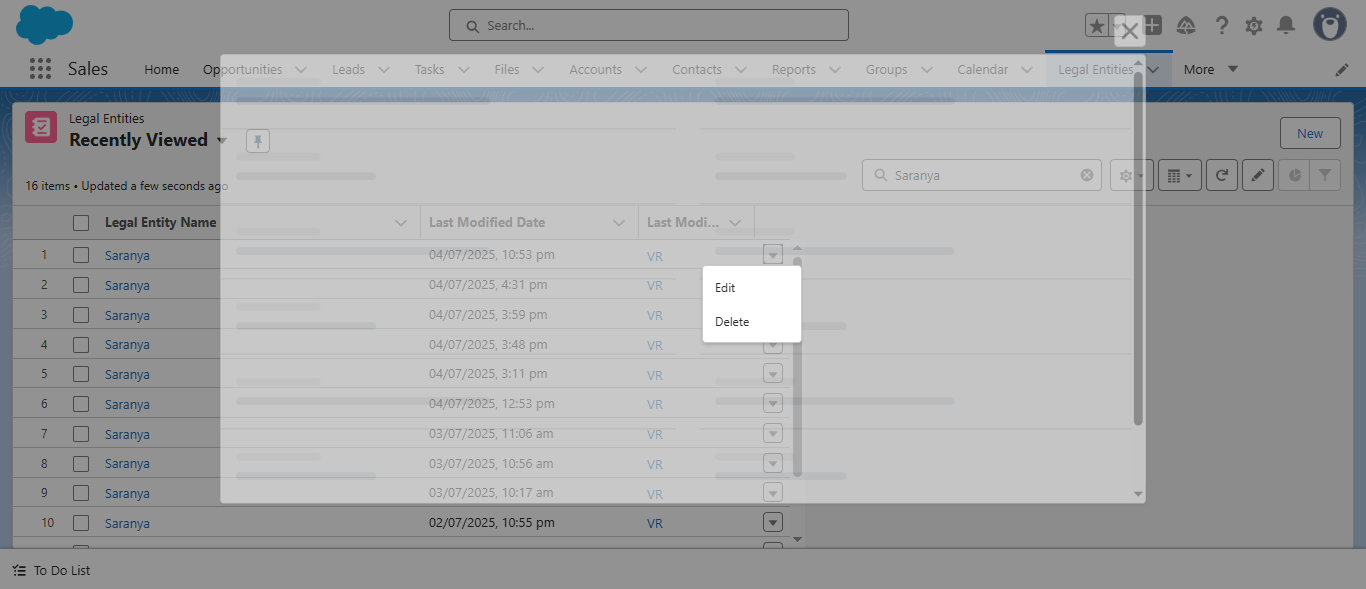 Search...
Sales
Home
Opportunities
Leads
Tasks
Files
Accounts
Contacts
Reports
Groups
Calendar
Legal Entities
More
Legal Entities
Recently Viewed
New
16 items • Updated a few seconds ago
Saranya
Legal Entity Name
Last Modified Date
Last Modi...
1 Saranya 04/07/2025, 10:53 pm VR
2 Saranya 04/07/2025, 4:31 pm VR
3 Saranya 04/07/2025, 3:59 pm VR
4 Saranya 04/07/2025, 3:48 pm VR
5 Saranya 04/07/2025, 3:11 pm VR
6 Saranya 04/07/2025, 12:53 pm VR
7 Saranya 03/07/2025, 11:06 am VR
8 Saranya 03/07/2025, 10:56 am VR
9 Saranya 03/07/2025, 10:17 am VR
10 Saranya 02/07/2025, 10:55 pm VR
Edit
Delete
To Do List